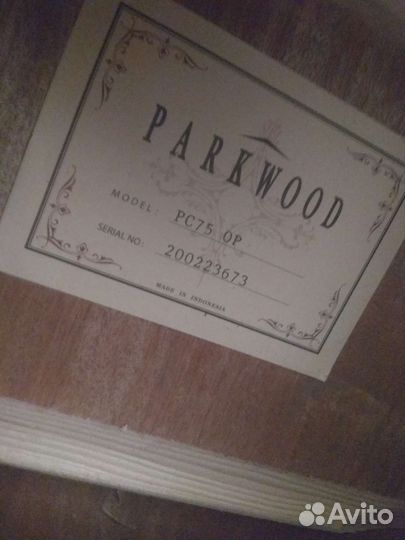 PARKWOOD
MODEL: PC75 OP
SERIAL NO: 200223673
MADE IN INDONESIA
Avito